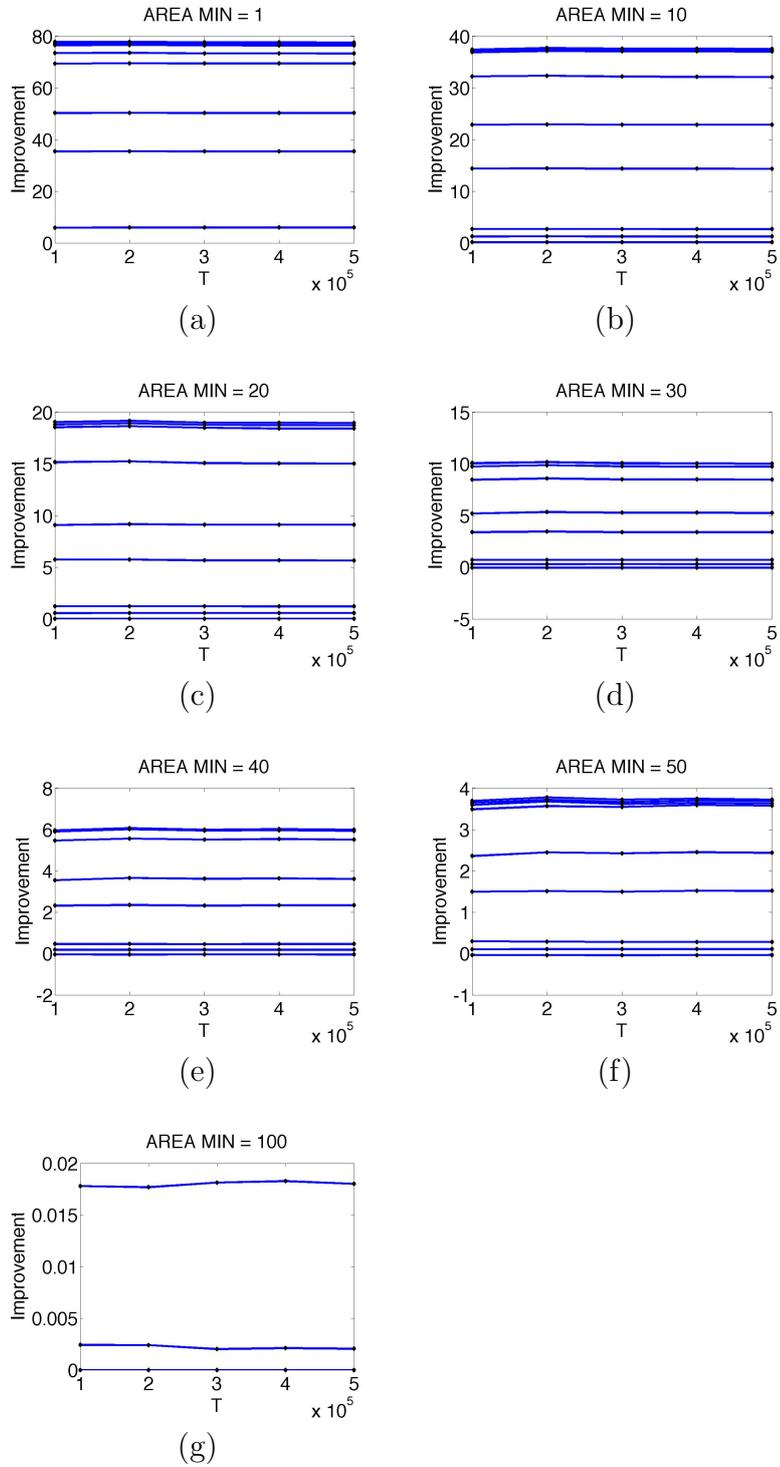 AREA MIN = 1
80
60
40
20
0
Improvement
1 2 3 4 5
T
x 10^5
(a)
AREA MIN = 10
40
30
20
10
0
Improvement
1 2 3 4 5
T
x 10^5
(b)
AREA MIN = 20
20
15
10
5
0
Improvement
1 2 3 4 5
T
x 10^5
(c)
AREA MIN = 30
15
10
5
0
-5
Improvement
1 2 3 4 5
T
x 10^5
(d)
AREA MIN = 40
8
6
4
2
0
-2
Improvement
1 2 3 4 5
T
x 10^5
(e)
AREA MIN = 50
4
3
2
1
0
-1
Improvement
1 2 3 4 5
T
x 10^5
(f)
AREA MIN = 100
0.02
0.015
0.01
0.005
0
Improvement
1 2 3 4 5
T
x 10^5
(g)